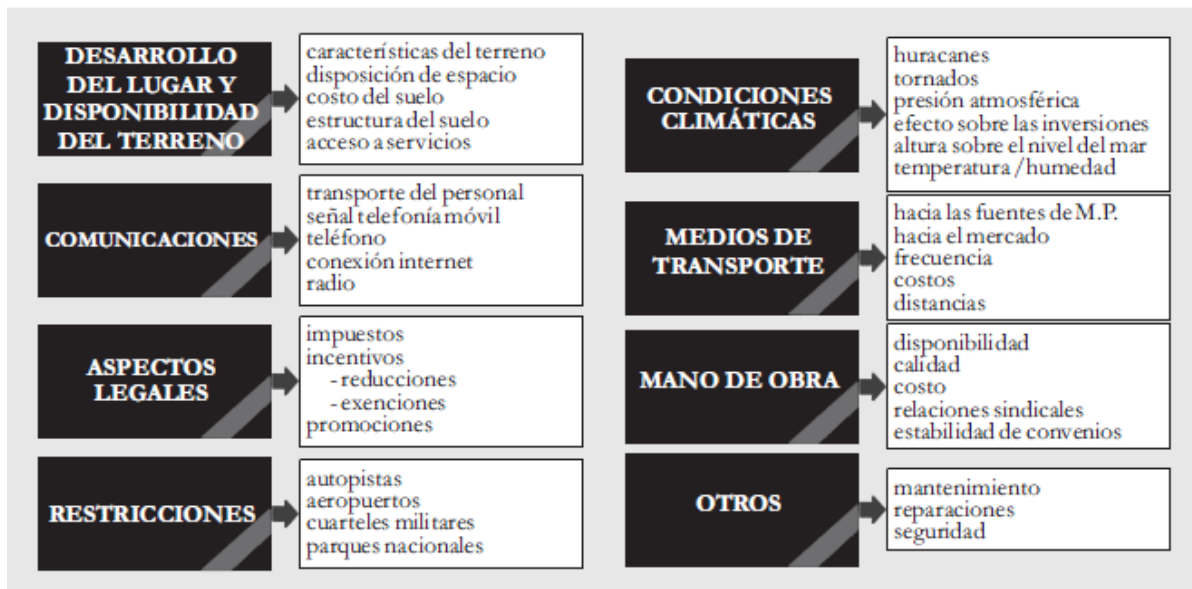 DESARROLLO
DEL LUGAR Y
DISPONIBILIDAD
DEL TERRENO
características del terreno
disposición de espacio
costo del suelo
estructura del suelo
acceso a servicios
COMUNICACIONES
transporte del personal
señal telefonía móvil
teléfono
conexión internet
radio
ASPECTOS
LEGALES
impuestos
incentivos
- reducciones
- exenciones
promociones
RESTRICCIONES
autopistas
aeropuertos
cuarteles militares
parques nacionales
CONDICIONES
CLIMÁTICAS
huracanes
tornados
presión atmosférica
efecto sobre las inversiones
altura sobre el nivel del mar
temperatura / humedad
MEDIOS DE
TRANSPORTE
hacia las fuentes de M.P.
hacia el mercado
frecuencia
costos
distancias
MANO DE OBRA
disponibilidad
calidad
costo
relaciones sindicales
estabilidad de convenios
OTROS
mantenimiento
reparaciones
seguridad